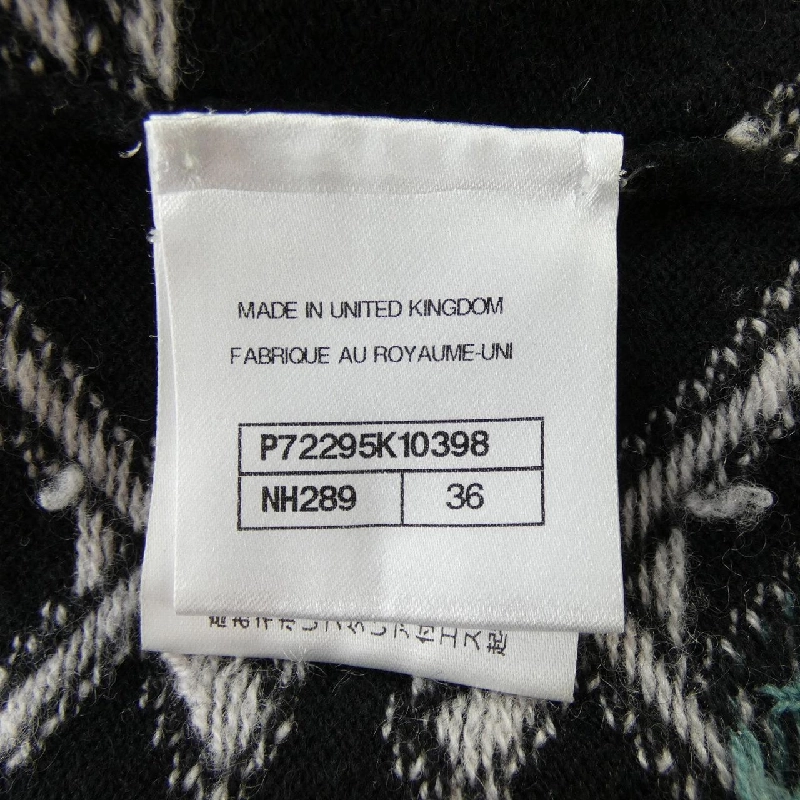 MADE IN UNITED KINGDOM
FABRIQUE AU ROYAUME-UNI
P72295K10398
NH289 36